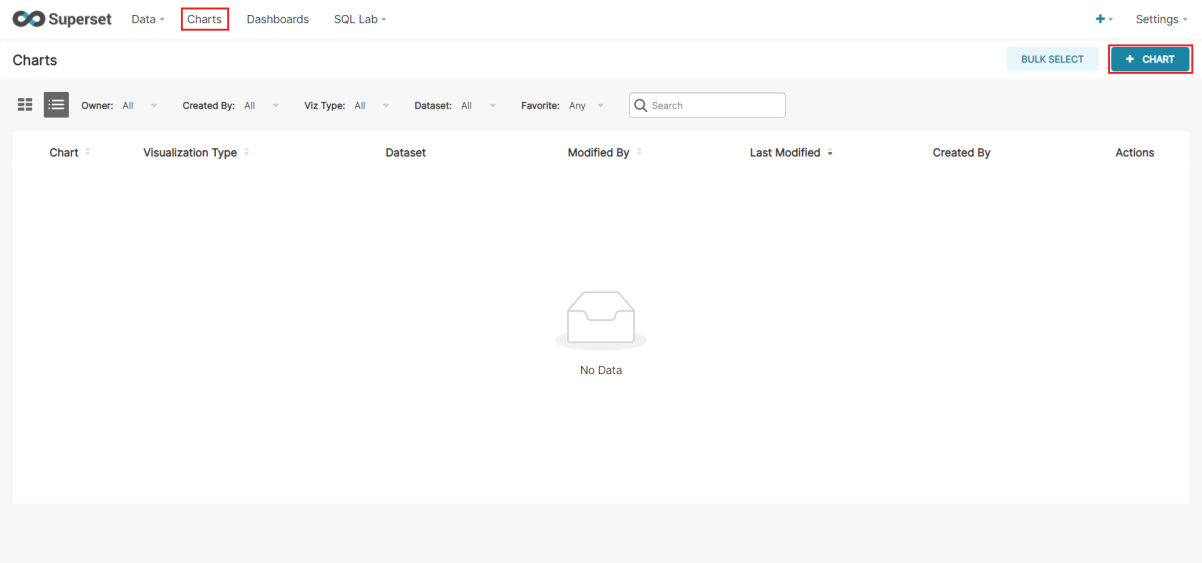 Superset Data Charts Dashboards SQL Lab + Settings
Charts BULK SELECT + CHART
Owner: All Created By: All Viz Type: All Dataset: All Favorite: Any Search
Chart Visualization Type Dataset Modified By Last Modified Created By Actions
No Data